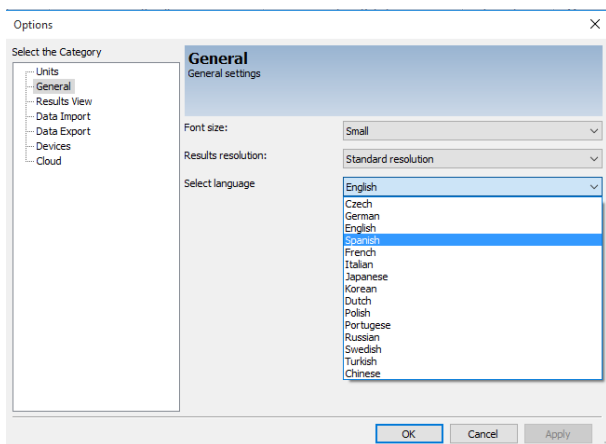 Options
Select the Category
Units
General
Results View
Data Import
Data Export
Devices
Cloud
General
General settings
Font size:
Small
Results resolution:
Standard resolution
Select language
English
Czech
German
English
Spanish
French
Italian
Japanese
Korean
Dutch
Polish
Portugese
Russian
Swedish
Turkish
Chinese
OK
Cancel
Apply